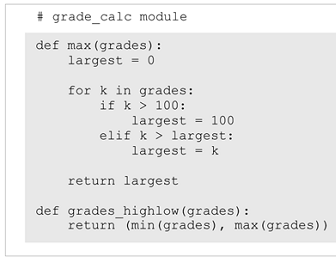 # grade_calc module
def max(grades):
    largest = 0
    for k in grades:
        if k > 100:
            largest = 100
        elif k > largest:
            largest = k
    return largest
def grades_highlow(grades):
    return (min(grades), max(grades))